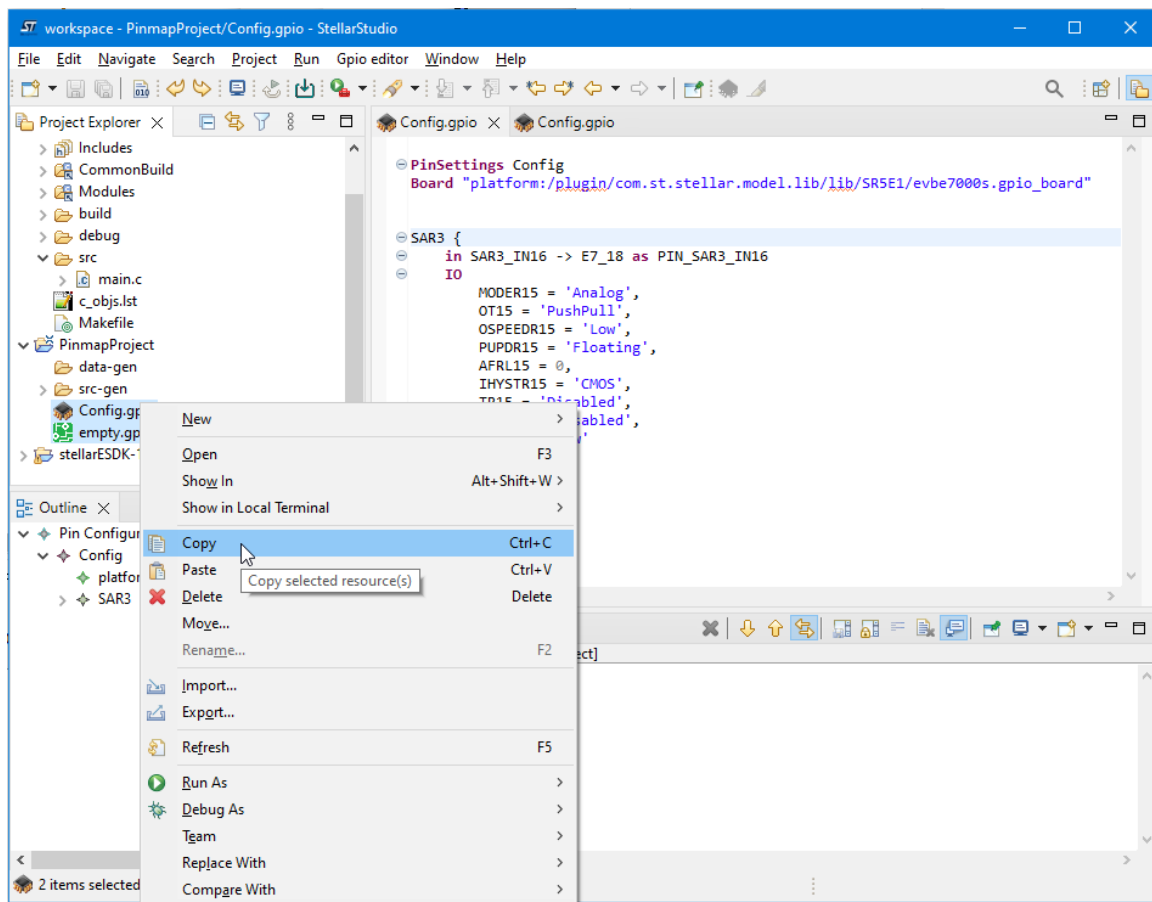 workspace - PinmapProject/Config.gpio - StellarStudio
File Edit Navigate Search Project Run Gpio editor Window Help
Project Explorer
Includes
CommonBuild
Modules
build
debug
src
main.c
c_objs.lst
Makefile
PinmapProject
data-gen
src-gen
Config.gp
empty.gp
stellarESDK-
Config.gpio
Config.gpio
PinSettings Config
Board "platform:/plugin/com.st.stellar.model.lib/lib/SR5E1/evbe7000s.gpio_board"
SAR3 {
in SAR3_IN16 -> E7_18 as PIN_SAR3_IN16
IO
MODER15 = 'Analog',
OT15 = 'PushPull',
OSPEEDR15 = 'Low',
PUPDR15 = 'Floating',
AFRL15 = 0,
IHYSTR15 = 'CMOS',
TR15 = 'Disabled',
sabled',
Outline
Pin Configur
Config
platfor
SAR3
New
Open F3
Show In Alt+Shift+W >
Show in Local Terminal
Copy Ctrl+C
Paste Ctrl+V
Copy selected resource(s)
Delete Delete
Move...
Rename... F2
Import...
Export...
Refresh F5
Run As
Debug As
Team
Replace With
Compare With
ect]
2 items selected